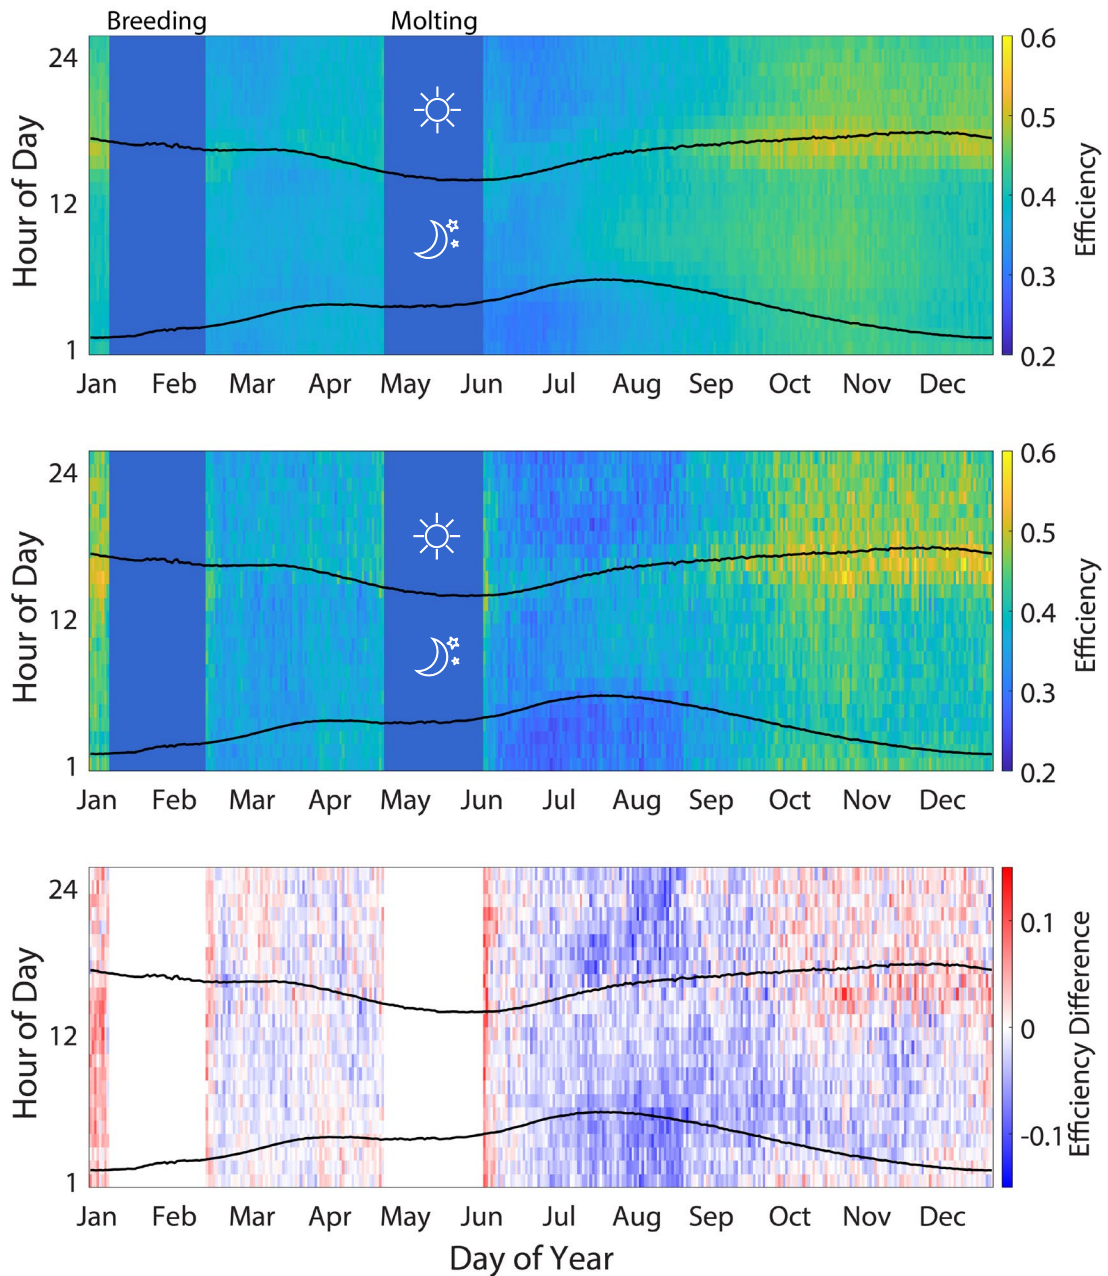 Breeding Molting
24
12
1
Hour of Day
Jan Feb Mar Apr May Jun Jul Aug Sep Oct Nov Dec
0.6
0.5
0.4
0.3
0.2
Efficiency
24
12
1
Hour of Day
Jan Feb Mar Apr May Jun Jul Aug Sep Oct Nov Dec
0.6
0.5
0.4
0.3
0.2
Efficiency
24
12
1
Hour of Day
Jan Feb Mar Apr May Jun Jul Aug Sep Oct Nov Dec
0.1
0
-0.1
Efficiency Difference
Day of Year